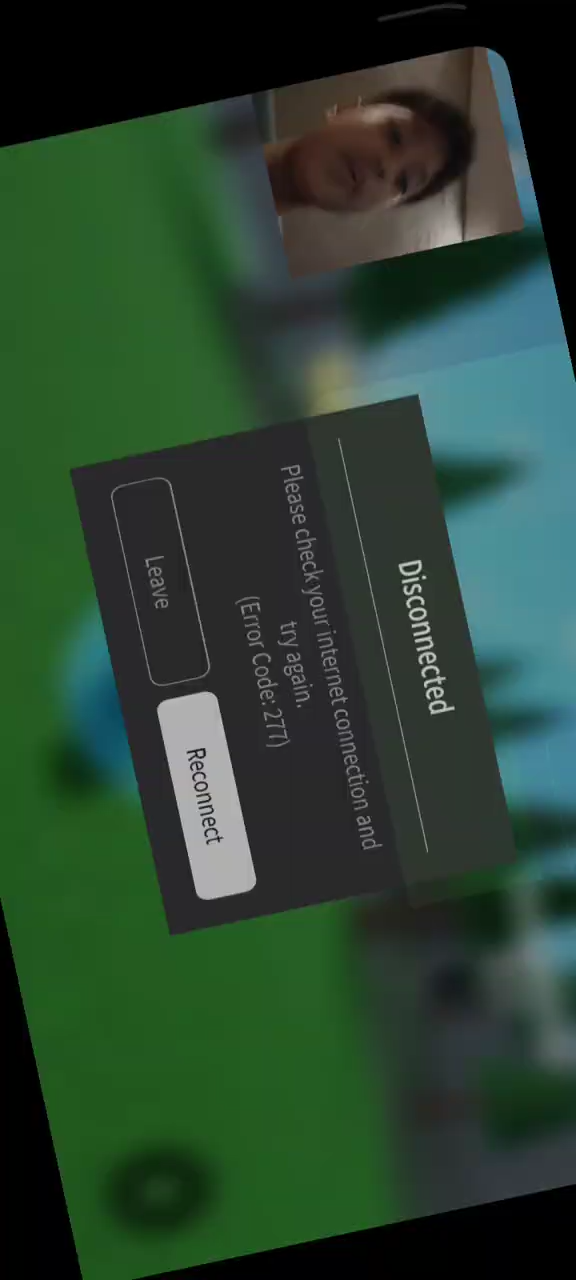 Disconnected
Please check your internet connection and
try again.
(Error Code: 277)
Leave
Reconnect